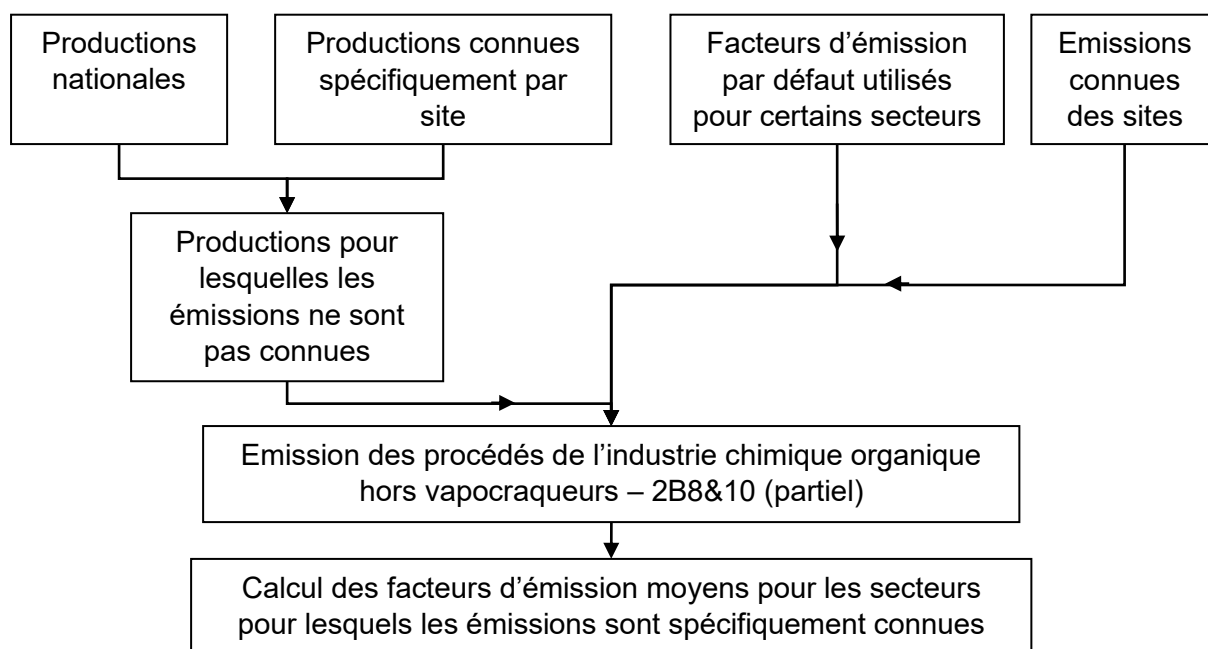 Productions
nationales
Productions connues
spécifiquement par
site
Facteurs d’émission
par défaut utilisés
pour certains secteurs
Emissions
connues
des sites
Productions pour
lesquelles les
émissions ne sont
pas connues
Emission des procédés de l’industrie chimique organique
hors vapocraqueurs – 2B8&10 (partiel)
Calcul des facteurs d’émission moyens pour les secteurs
pour lesquels les émissions sont spécifiquement connues